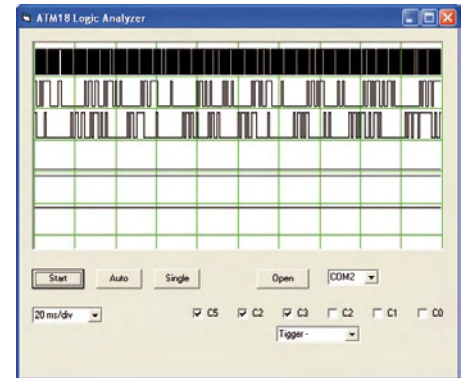 ATM18 Logic Analyzer
Start Auto Single Open COM2
20 ms/div C5 C2 C3 C2 C1 C0
Tigger -